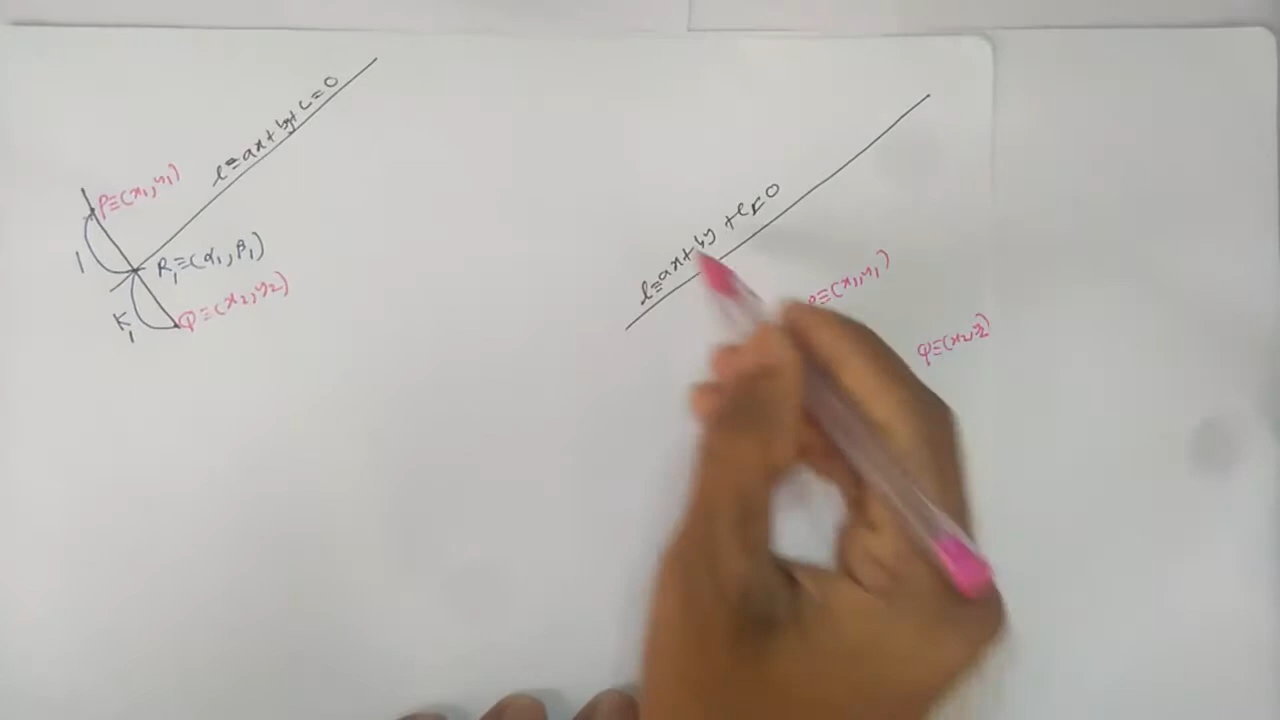 l≡ax+by+c=0
P≡(x₁,y₁)
1
R₁≡(α₁,β₁)
K₁
Q≡(x₂,y₂)
l≡ax+by+c=0
≡(x₁,y₁)
Q≡(x₂,y₂)